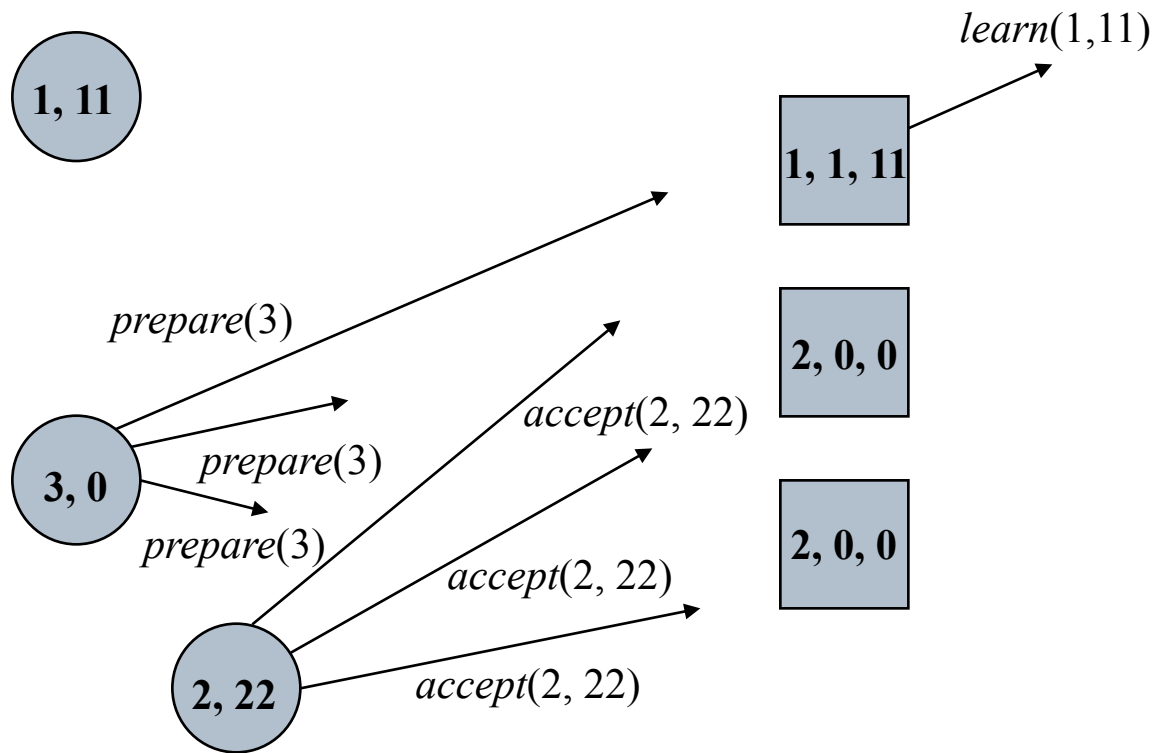 learn(1,11)
1, 11
1, 1, 11
prepare(3)
2, 0, 0
accept(2, 22)
prepare(3)
3, 0
prepare(3)
2, 0, 0
accept(2, 22)
accept(2, 22)
2, 22